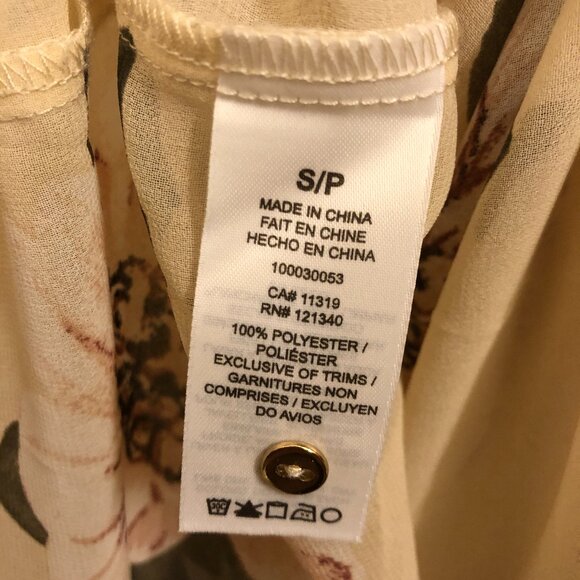 S/P
MADE IN CHINA
FAIT EN CHINE
HECHO EN CHINA
100030053
CA# 11319
RN# 121340
100% POLYESTER /
POLIÉSTER
EXCLUSIVE OF TRIMS /
GARNITURES NON
COMPRISES / EXCLUYEN
DO AVIOS